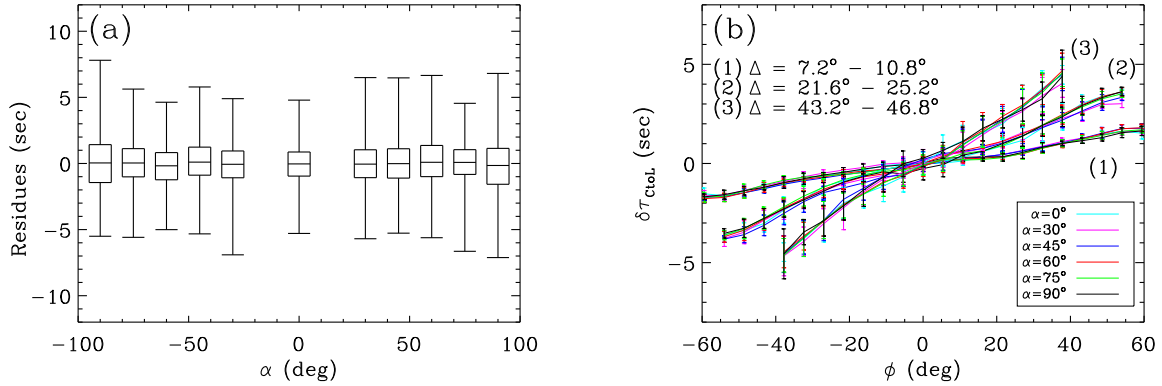 (a)
10
5
0
-5
-10
Residues (sec)
-100
-50
0
50
100
α (deg)
(b)
(3)
(1) Δ = 7.2° - 10.8°
(2) Δ = 21.6° - 25.2°
(3) Δ = 43.2° - 46.8°
(2)
(1)
5
0
-5
δτCtoL (sec)
α=0°
α=30°
α=45°
α=60°
α=75°
α=90°
-60
-40
-20
0
20
40
60
ϕ (deg)